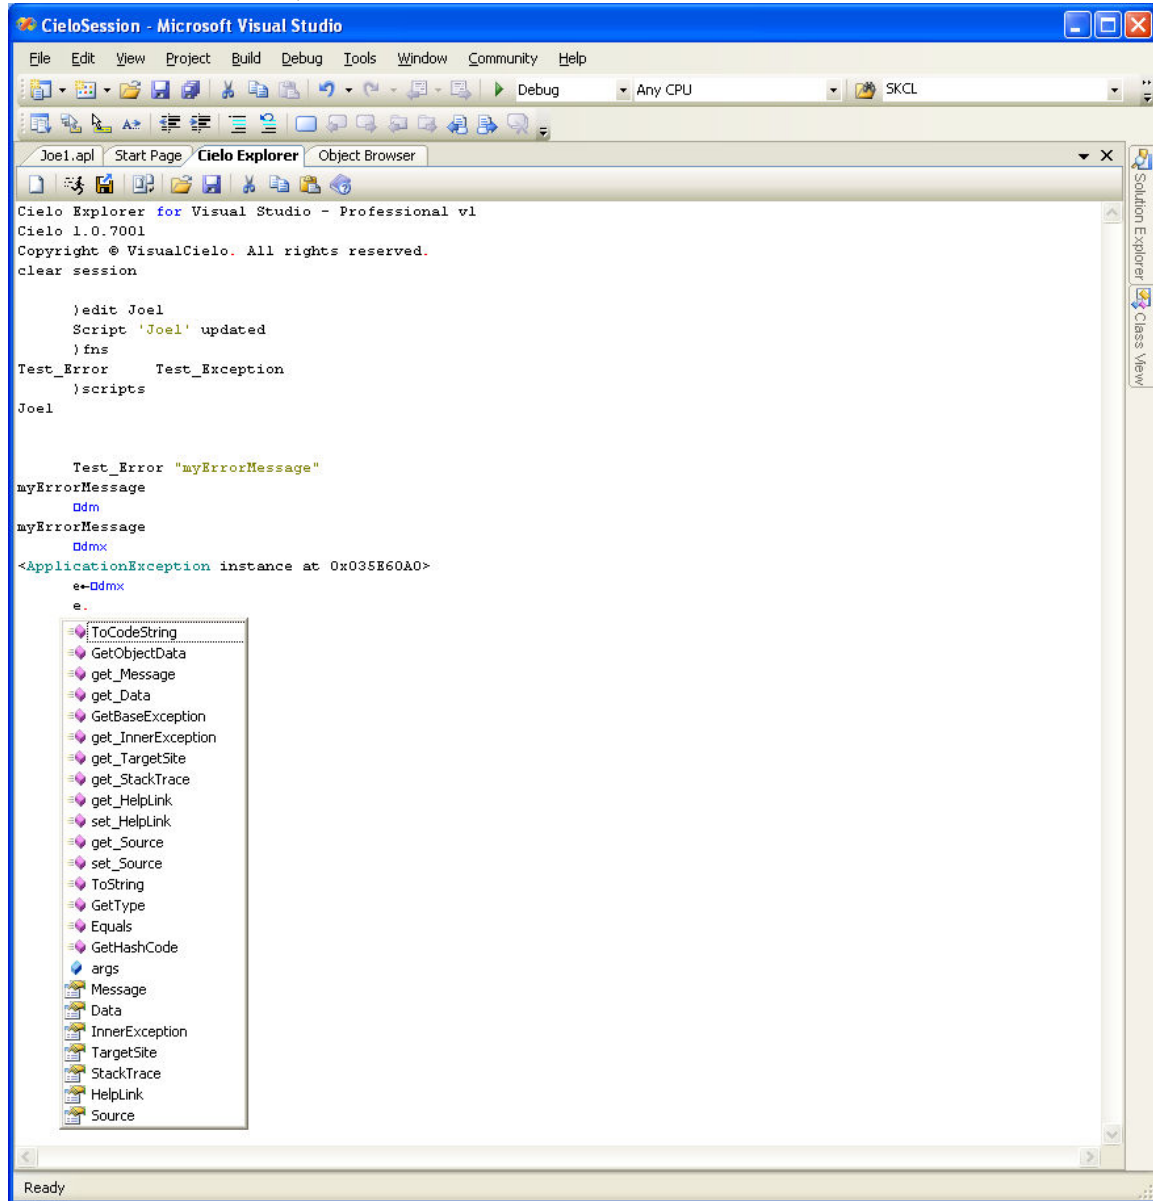 CieloSession - Microsoft Visual Studio
File Edit View Project Build Debug Tools Window Community Help
Debug Any CPU SKCL
Joe1.apl Start Page Cielo Explorer Object Browser
Cielo Explorer for Visual Studio - Professional v1
Cielo 1.0.7001
Copyright © VisualCielo. All rights reserved.
clear session
)edit Joe1
Script 'Joe1' updated
)fns
Test_Error Test_Exception
)scripts
Joe1
Test_Error "myErrorMessage"
myErrorMessage
⎕dm
myErrorMessage
⎕dmx
<ApplicationException instance at 0x035E60A0>
e←⎕dmx
e.
ToCodeString
GetObjectData
get_Message
get_Data
GetBaseException
get_InnerException
get_TargetSite
get_StackTrace
get_HelpLink
set_HelpLink
get_Source
set_Source
ToString
GetType
Equals
GetHashCode
args
Message
Data
InnerException
TargetSite
StackTrace
HelpLink
Source
Solution Explorer
Class View
Ready